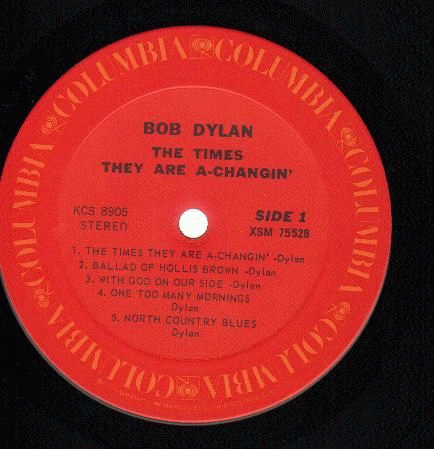 COLUMBIA COLUMBIA COLUMBIA COLUMBIA COLUMBIA COLUMBIA
BOB DYLAN
THE TIMES
THEY ARE A-CHANGIN'
KCS 8905
STEREO
SIDE 1
XSM 75528
1. THE TIMES THEY ARE A-CHANGIN' -Dylan
2. BALLAD OF HOLLIS BROWN -Dylan
3. WITH GOD ON OUR SIDE -Dylan
4. ONE TOO MANY MORNINGS
Dylan
5. NORTH COUNTRY BLUES
Dylan